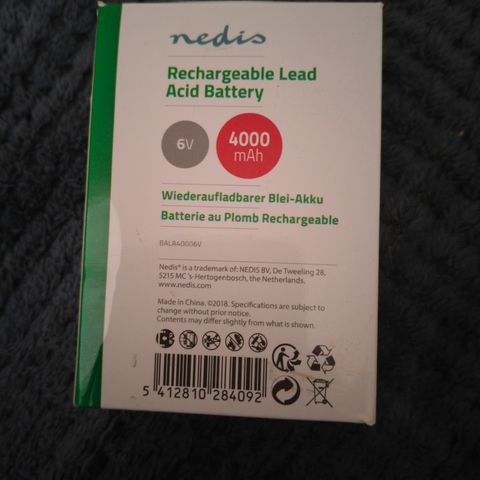 nedis
Rechargeable Lead
Acid Battery
6V
4000
mAh
Wiederaufladbarer Blei-Akku
Batterie au Plomb Rechargeable
BALA40006V
Nedis® is a trademark of: NEDIS BV, De Tweeling 28,
5215 MC 's-Hertogenbosch, the Netherlands.
www.nedis.com
Made in China. ©2018. Specifications are subject to
change without prior notice.
Contents may differ slightly from what is shown.
5 412810 284092